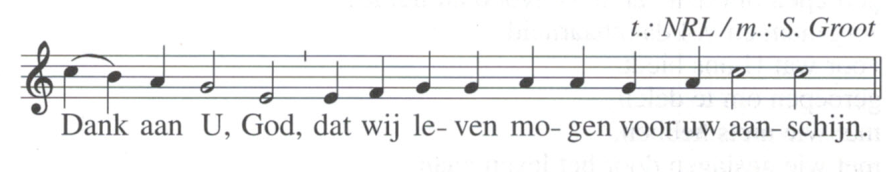 t.: NRL / m.: S. Groot
Dank aan U, God, dat wij le- ven mo- gen voor uw aan- schijn.